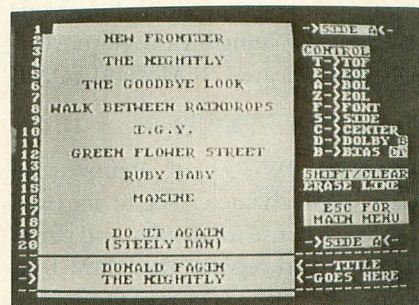 1
2 NEW FRONTIER
3
4 THE NIGHTFLY
5
6 THE GOODBYE LOOK
7
8 WALK BETWEEN RAINDROPS
9
10 I.G.Y.
11
12 GREEN FLOWER STREET
13
14 RUBY BABY
15
16 MAXINE
17
18
19 DO IT AGAIN
20 (STEELY DAN)
DONALD FAGIN
THE NIGHTFLY
->SIDE A<-
CONTROL
T->TOF
E->EOF
A->BOL
Z->EOL
F->FONT
S->SIDE
C->CENTER
D->DOLBY B
B->BIAS
SHIFT/CLEAR
ERASE LINE
ESC FOR
MAIN MENU
->SIDE A<-
<---TITLE
-GOES HERE